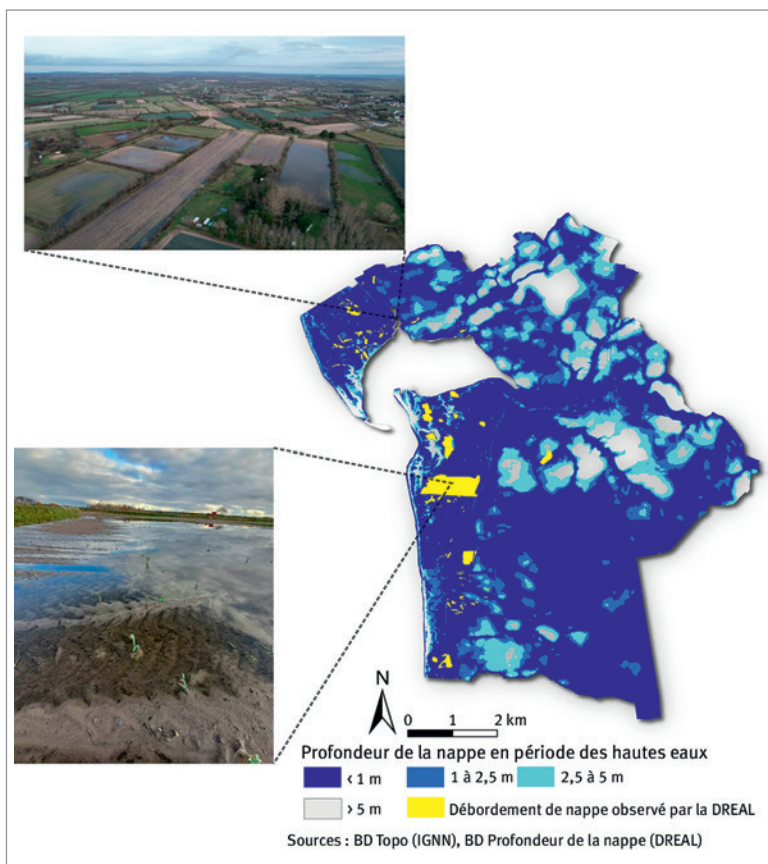 N
0 1 2 km
Profondeur de la nappe en période des hautes eaux
< 1 m 1 à 2,5 m 2,5 à 5 m
> 5 m Débordement de nappe observé par la DREAL
Sources : BD Topo (IGNN), BD Profondeur de la nappe (DREAL)